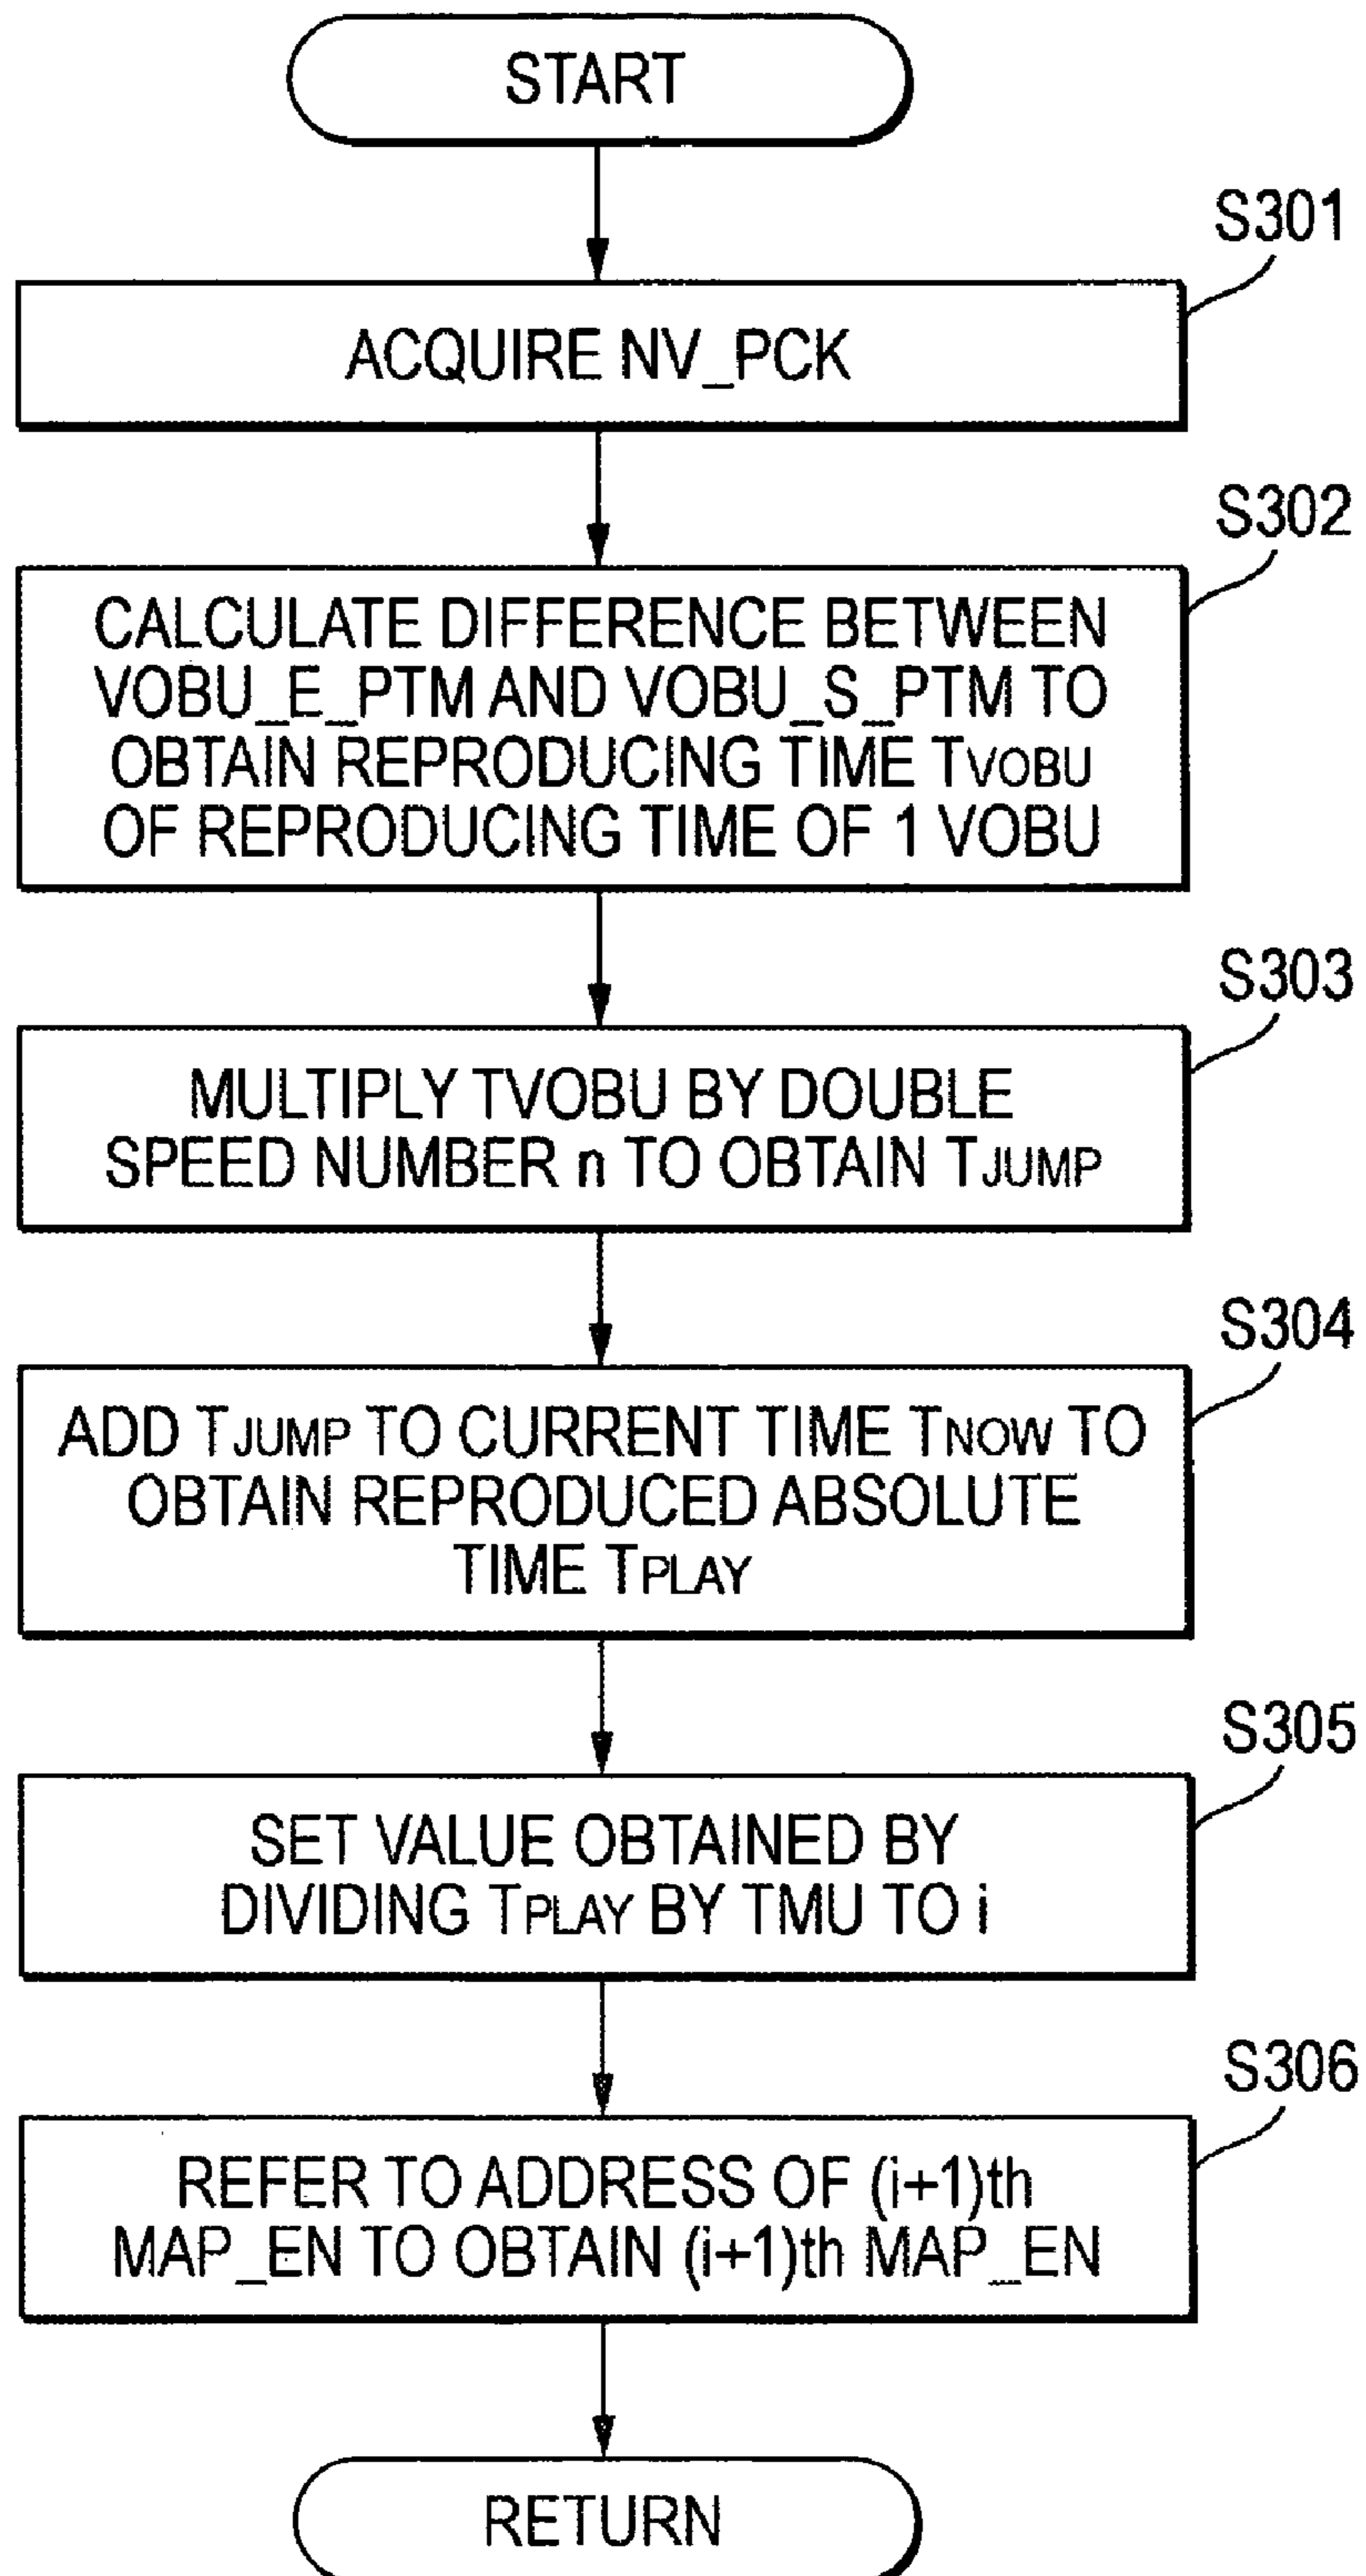 START
S301
ACQUIRE NV_PCK
S302
CALCULATE DIFFERENCE BETWEEN
VOBU_E_PTM AND VOBU_S_PTM TO
OBTAIN REPRODUCING TIME TVOBU
OF REPRODUCING TIME OF 1 VOBU
S303
MULTIPLY TVOBU BY DOUBLE
SPEED NUMBER n TO OBTAIN TJUMP
S304
ADD TJUMP TO CURRENT TIME TNOW TO
OBTAIN REPRODUCED ABSOLUTE
TIME TPLAY
S305
SET VALUE OBTAINED BY
DIVIDING TPLAY BY TMU TO i
S306
REFER TO ADDRESS OF (i+1)th
MAP_EN TO OBTAIN (i+1)th MAP_EN
RETURN